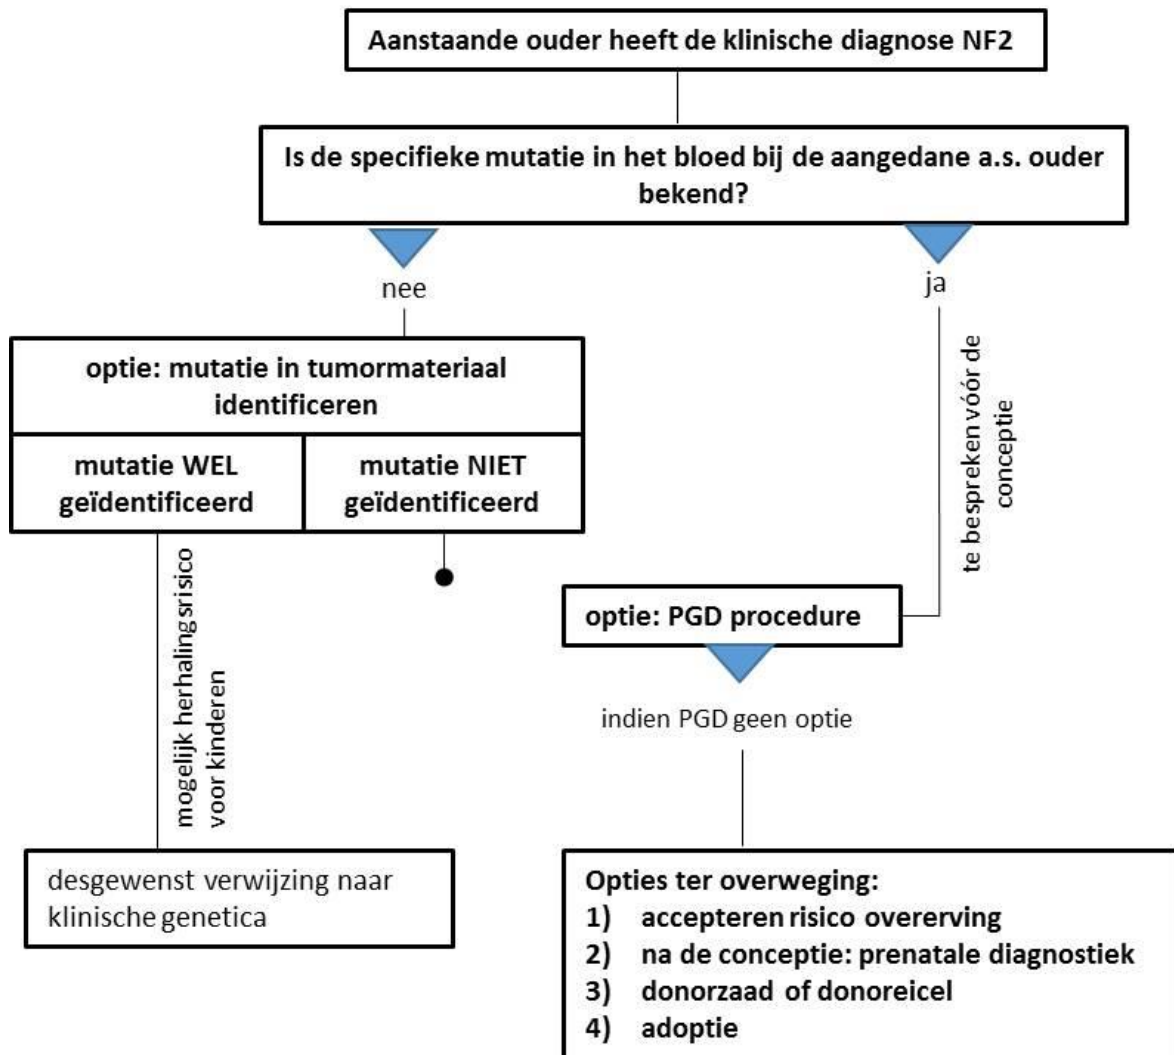 Aanstaande ouder heeft de klinische diagnose NF2
Is de specifieke mutatie in het bloed bij de aangedane a.s. ouder
bekend?
nee
ja
optie: mutatie in tumormateriaal
identificeren
mutatie WEL
geïdentificeerd
mutatie NIET
geïdentificeerd
te bespreken vóór de
conceptie
optie: PGD procedure
mogelijk herhalingsrisico
voor kinderen
indien PGD geen optie
desgewenst verwijzing naar
klinische genetica
Opties ter overweging:
1) accepteren risico overerving
2) na de conceptie: prenatale diagnostiek
3) donorzaad of donoreicel
4) adoptie